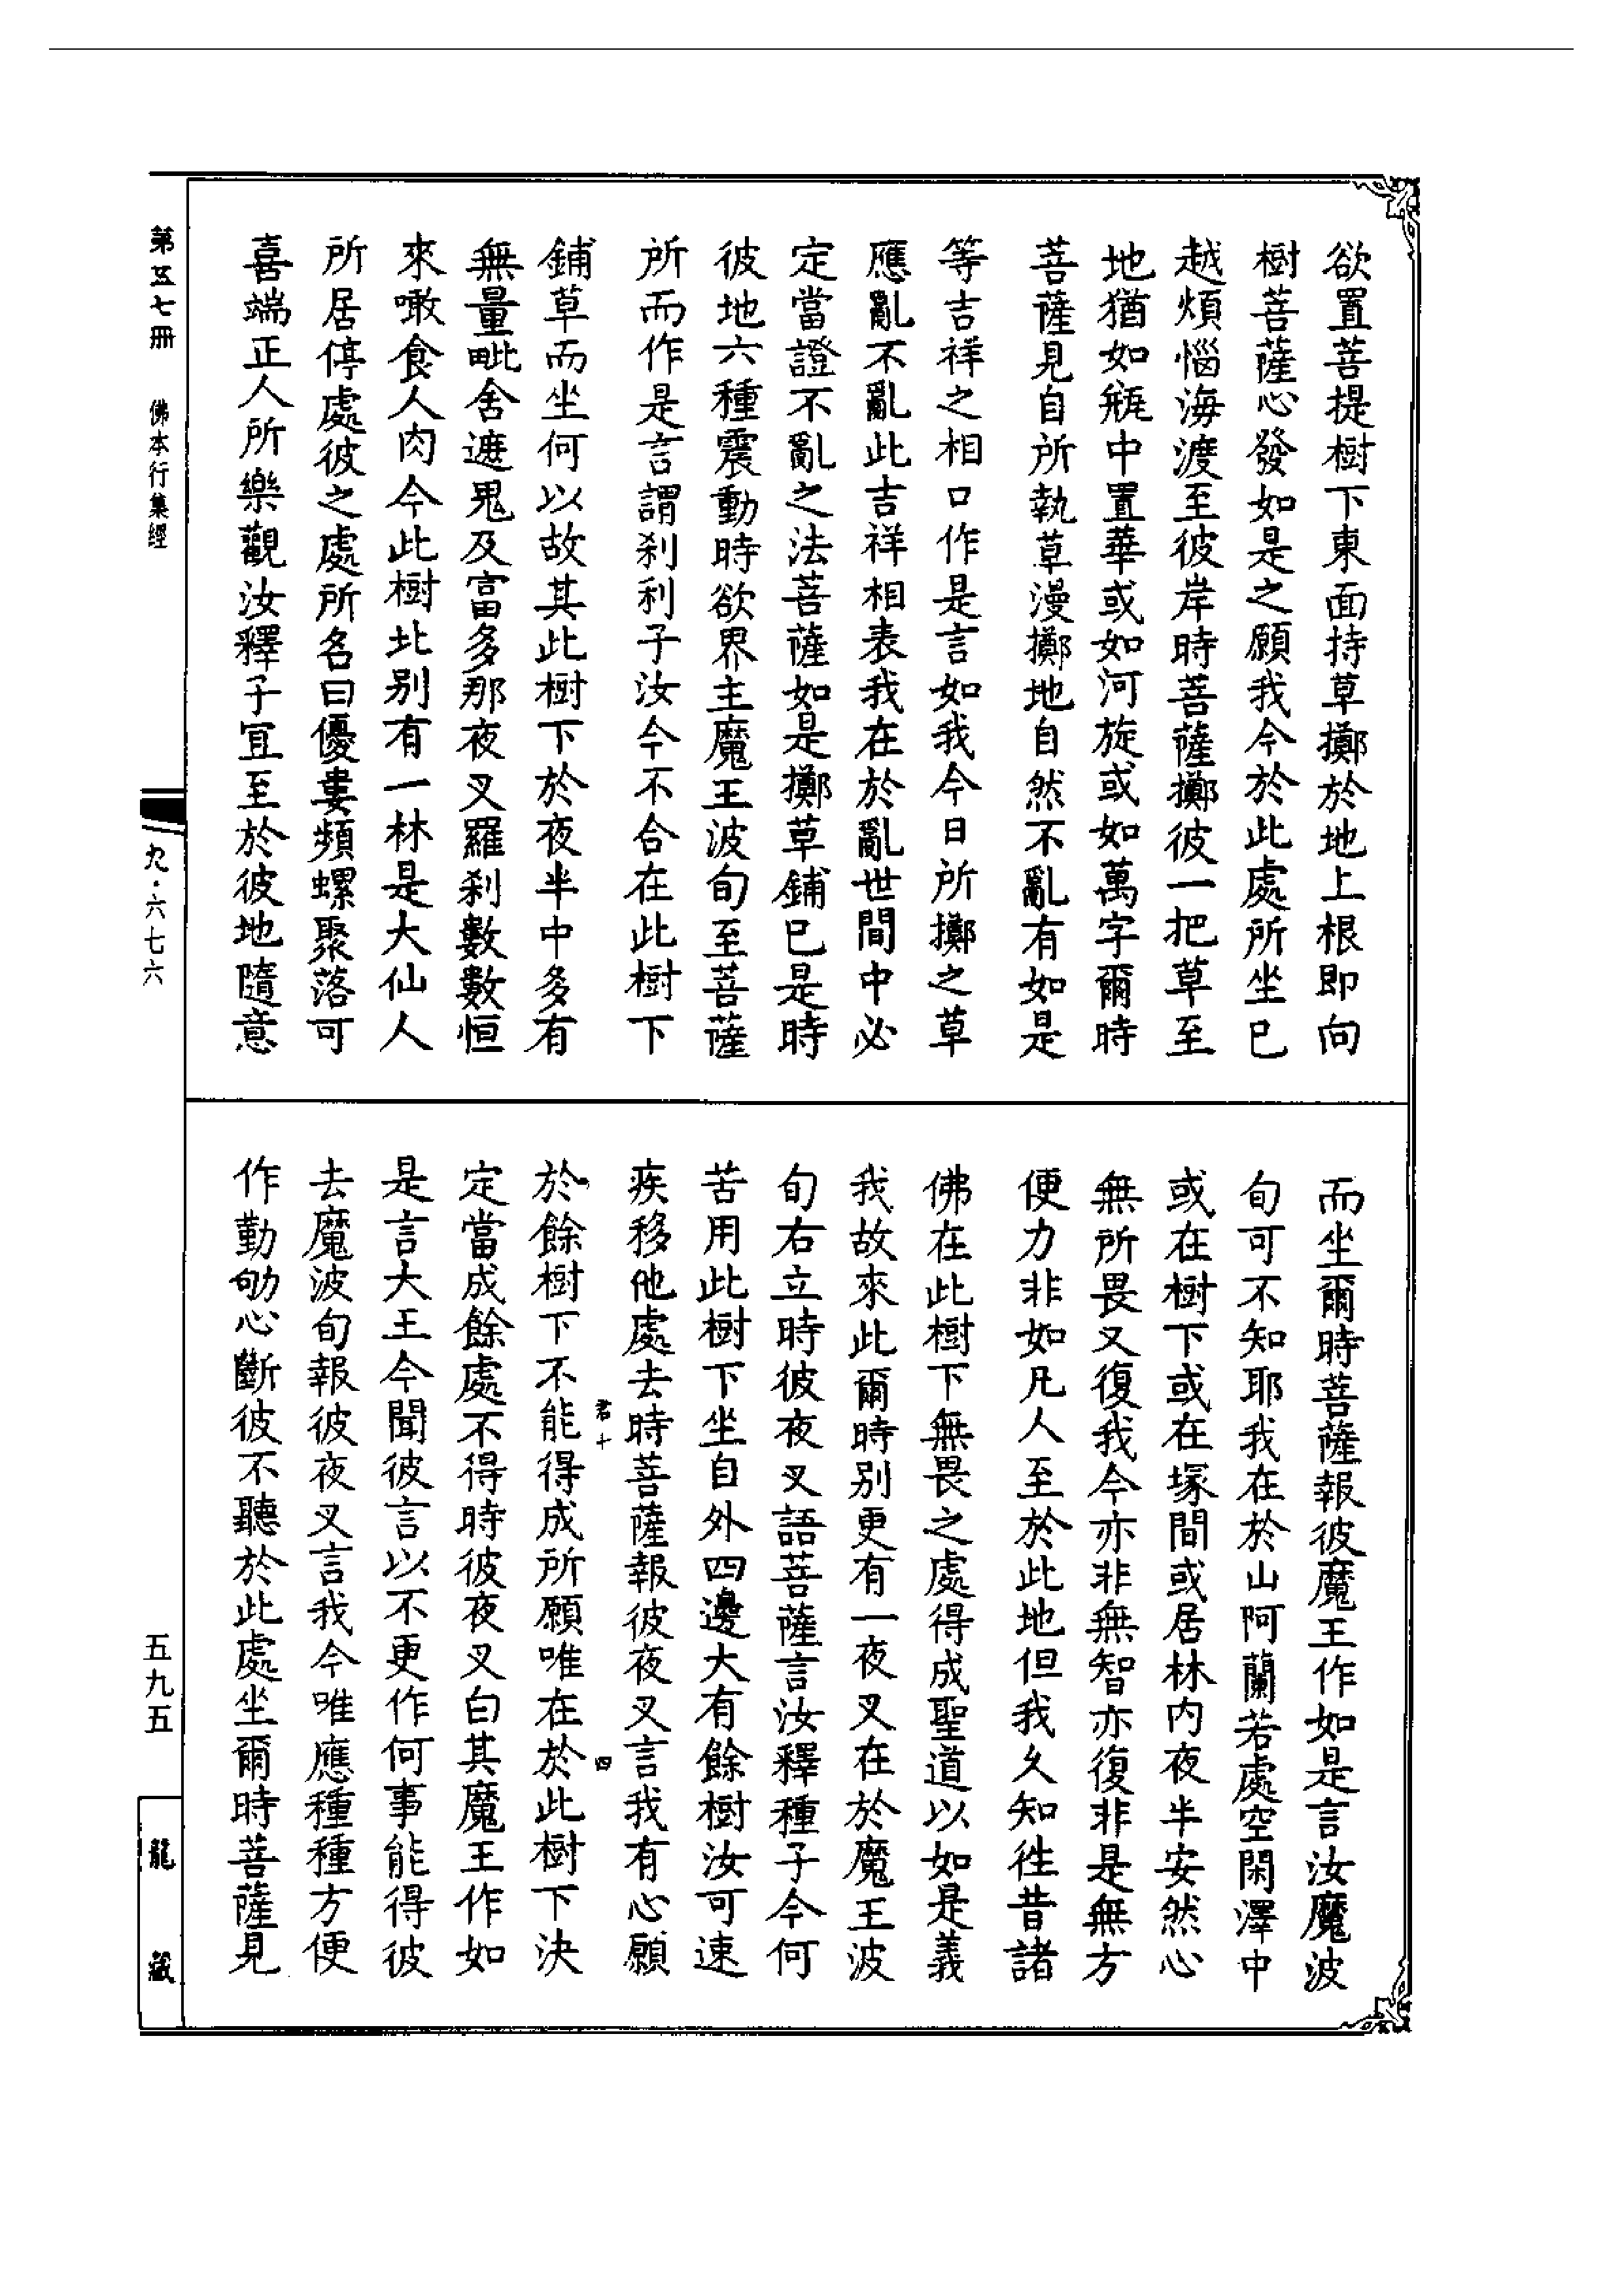 欲置菩提樹下東面持草擲於地上根即向
樹菩薩心發如是之願我今於此處所坐已
越煩惱海渡至彼岸時菩薩擲彼一把草至
地猶如瓶中置華或如河旋或如萬字爾時
菩薩見自所執草漫擲地自然不亂有如是
等吉祥之相口作是言如我今日所擲之草
應亂不亂此吉祥相表我在於亂世間中必
定當證不亂之法菩薩如是擲草鋪已是時
彼地六種震動時欲界主魔王波旬至菩薩
所而作是言謂刹利子汝今不合在此樹下
鋪草而坐何以故其此樹下於夜半中多有
無量毗舍遮鬼及富多那夜叉羅刹數數恒
來噉食人肉今此樹北別有一林是大仙人
所居停處彼之處所名曰優婁頻螺聚落可
喜端正人所樂觀汝釋子宜至於彼地隨意
而坐爾時菩薩報彼魔王作如是言汝魔波
旬可不知耶我在於山阿蘭若處空閑澤中
或在樹下或在塚間或居林內夜半安然心
無所畏又復我今亦非無智亦復非是無方
便力非如凡人至於此地但我久知徃昔諸
佛在此樹下無畏之處得成聖道以如是義
我故來此爾時別更有一夜叉在於魔王波
旬右立時彼夜叉語菩薩言汝釋種子今何
苦用此樹下坐自外四邊大有餘樹汝可速
疾移他處去時菩薩報彼夜叉言我有心願
於餘樹下不能得成所願唯在於此樹下決
定當成餘處不得時彼夜叉白其魔王作如
是言大王今聞彼言以不更作何事能得彼
去魔波旬報彼夜叉言我今唯應種種方便
作勤劬心斷彼不聽於此處坐爾時菩薩見
君十
四
第五七冊
佛本行集經
九·六七六
五九五
龍藏